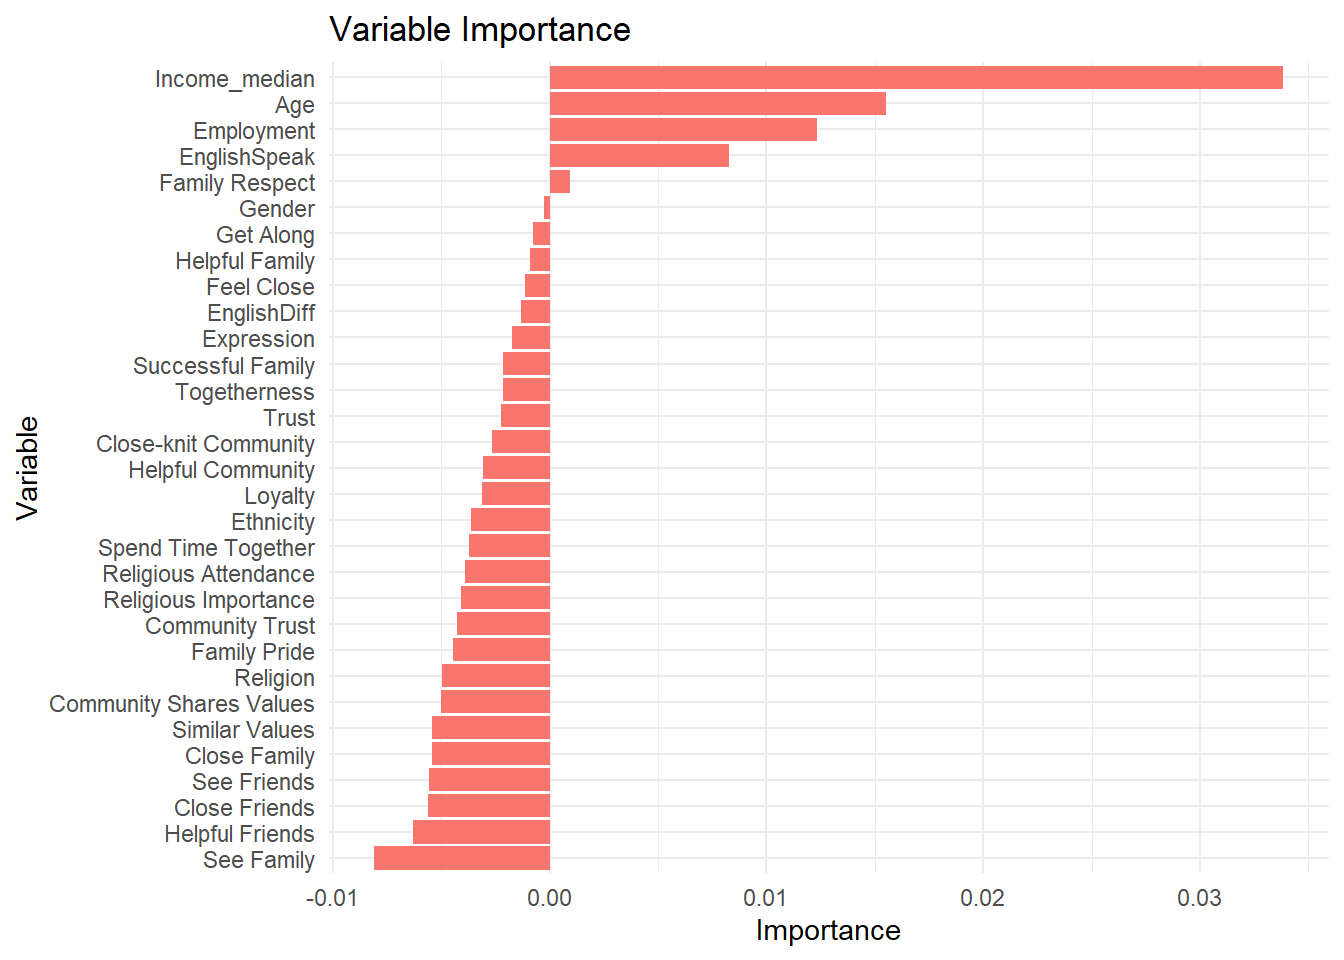 Variable Importance
Income_median
Age
Employment
EnglishSpeak
Family Respect
Gender
Get Along
Helpful Family
Feel Close
EnglishDiff
Expression
Successful Family
Togetherness
Trust
Close-knit Community
Helpful Community
Loyalty
Ethnicity
Spend Time Together
Religious Attendance
Religious Importance
Community Trust
Family Pride
Religion
Community Shares Values
Similar Values
Close Family
See Friends
Close Friends
Helpful Friends
See Family
Variable
-0.01 0.00 0.01 0.02 0.03
Importance